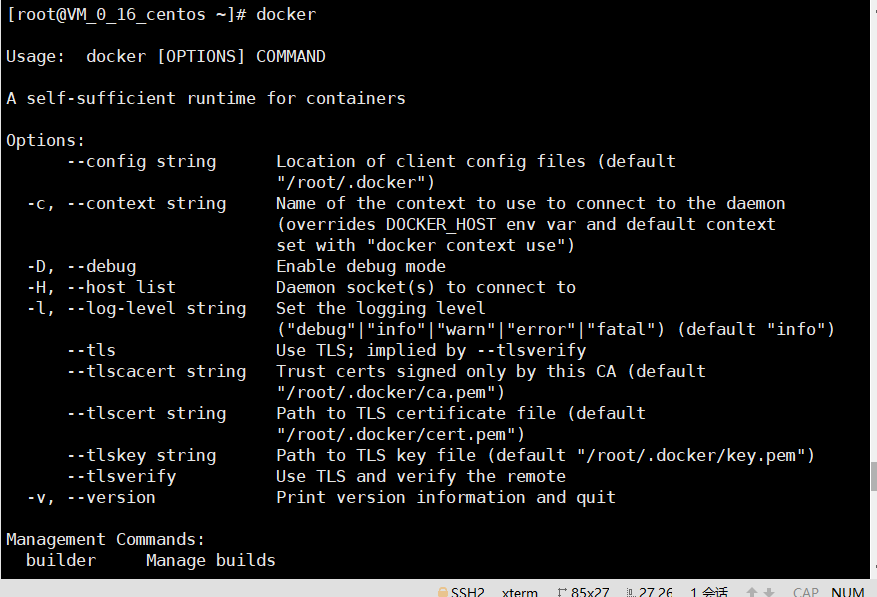 [root@VM_0_16_centos ~]# docker
Usage:  docker [OPTIONS] COMMAND
A self-sufficient runtime for containers
Options:
      --config string      Location of client config files (default
                           "/root/.docker")
  -c, --context string     Name of the context to use to connect to the daemon
                           (overrides DOCKER_HOST env var and default context
                           set with "docker context use")
  -D, --debug              Enable debug mode
  -H, --host list          Daemon socket(s) to connect to
  -l, --log-level string   Set the logging level
                           ("debug"|"info"|"warn"|"error"|"fatal") (default "info")
      --tls                Use TLS; implied by --tlsverify
      --tlscacert string   Trust certs signed only by this CA (default
                           "/root/.docker/ca.pem")
      --tlscert string     Path to TLS certificate file (default
                           "/root/.docker/cert.pem")
      --tlskey string      Path to TLS key file (default "/root/.docker/key.pem")
      --tlsverify          Use TLS and verify the remote
  -v, --version            Print version information and quit
Management Commands:
  builder     Manage builds
SSH2 xterm 85x27 27,26 1 会话 CAP NUM